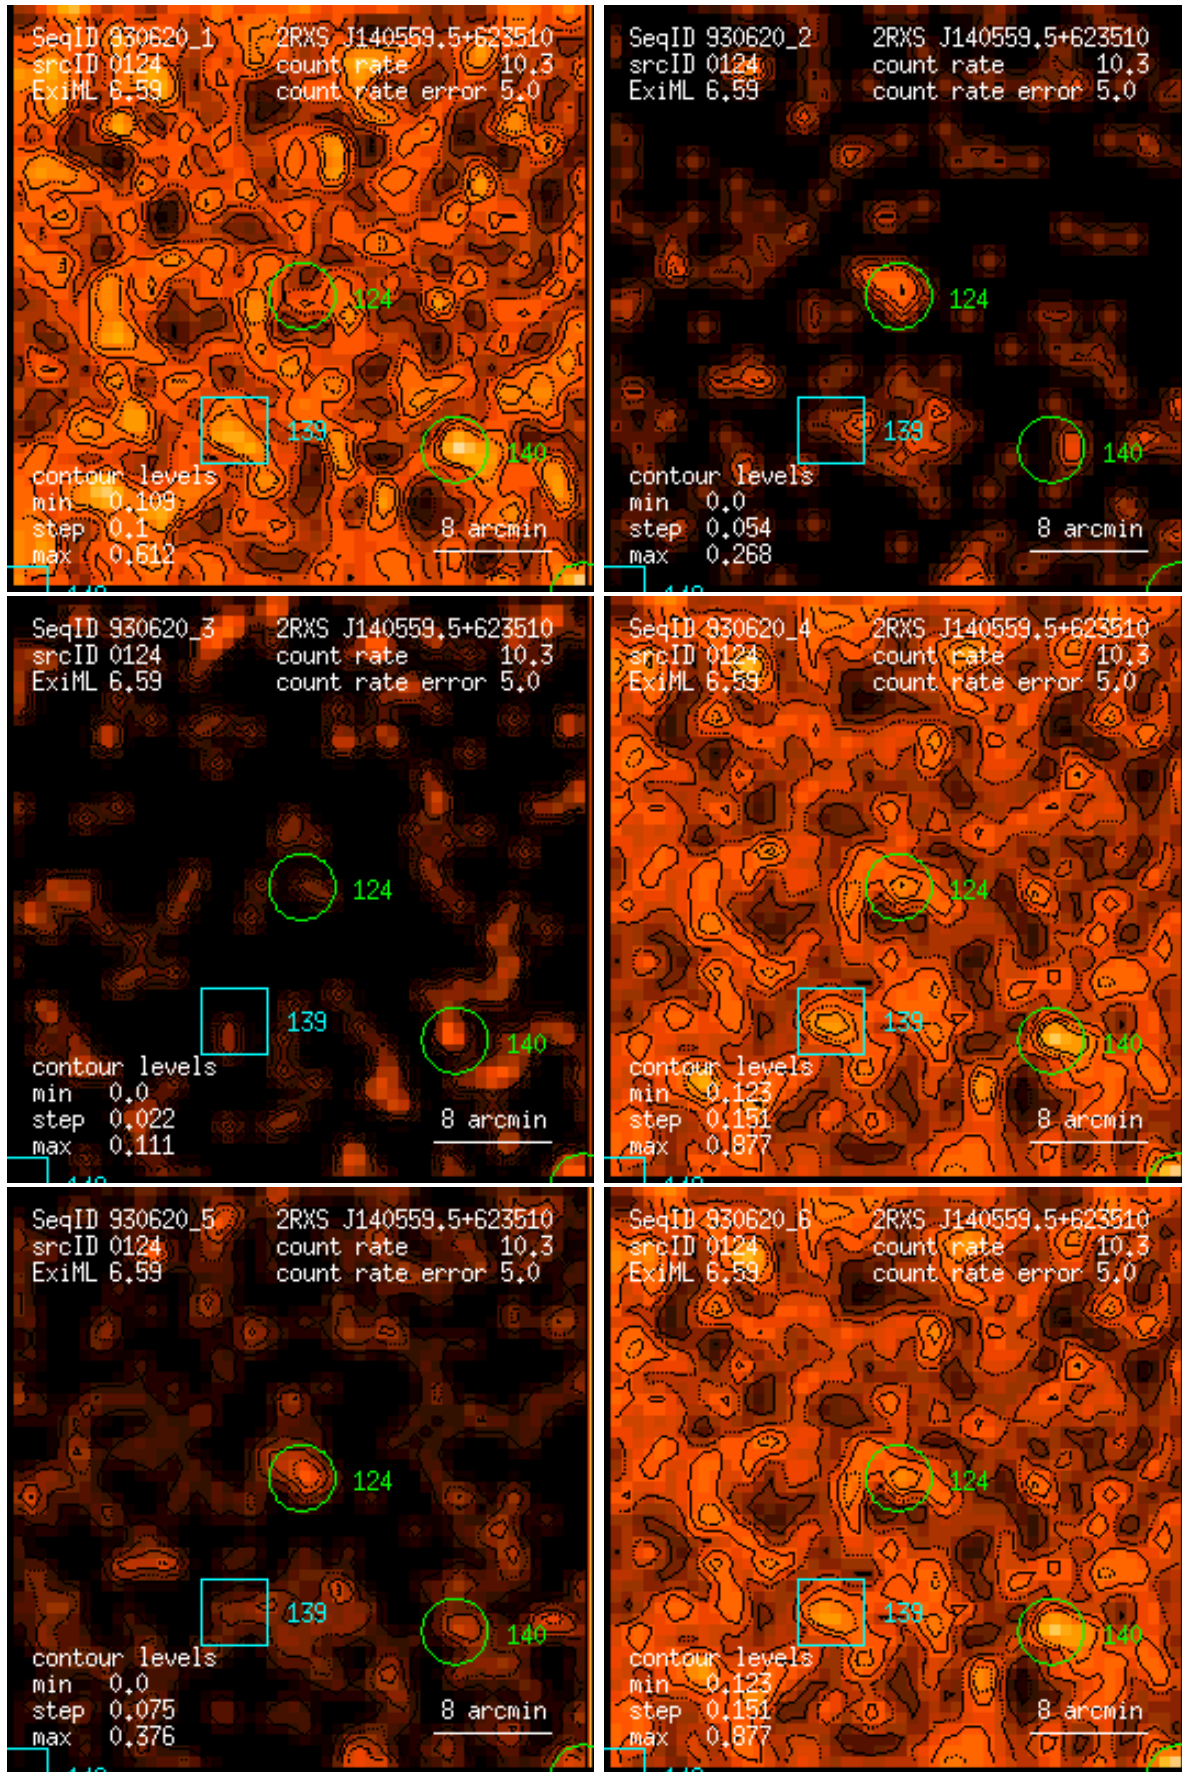 SeqID 930620_1 2RXS J140559.5+623510
srcID 0124 count rate 10.3
ExiML 6.59 count rate error 5.0
124
139
140
contour levels
min 0.109
step 0.1 8 arcmin
max 0.612
SeqID 930620_2 2RXS J140559.5+623510
srcID 0124 count rate 10.3
ExiML 6.59 count rate error 5.0
124
139
140
contour levels
min 0.0
step 0.054 8 arcmin
max 0.268
SeqID 930620_3 2RXS J140559.5+623510
srcID 0124 count rate 10.3
ExiML 6.59 count rate error 5.0
124
139
140
contour levels
min 0.0
step 0.022 8 arcmin
max 0.111
SeqID 930620_4 2RXS J140559.5+623510
srcID 0124 count rate 10.3
ExiML 6.59 count rate error 5.0
124
139
140
contour levels
min 0.123
step 0.151 8 arcmin
max 0.877
SeqID 930620_5 2RXS J140559.5+623510
srcID 0124 count rate 10.3
ExiML 6.59 count rate error 5.0
124
139
140
contour levels
min 0.0
step 0.075 8 arcmin
max 0.376
SeqID 930620_6 2RXS J140559.5+623510
srcID 0124 count rate 10.3
ExiML 6.59 count rate error 5.0
124
139
140
contour levels
min 0.123
step 0.151 8 arcmin
max 0.877